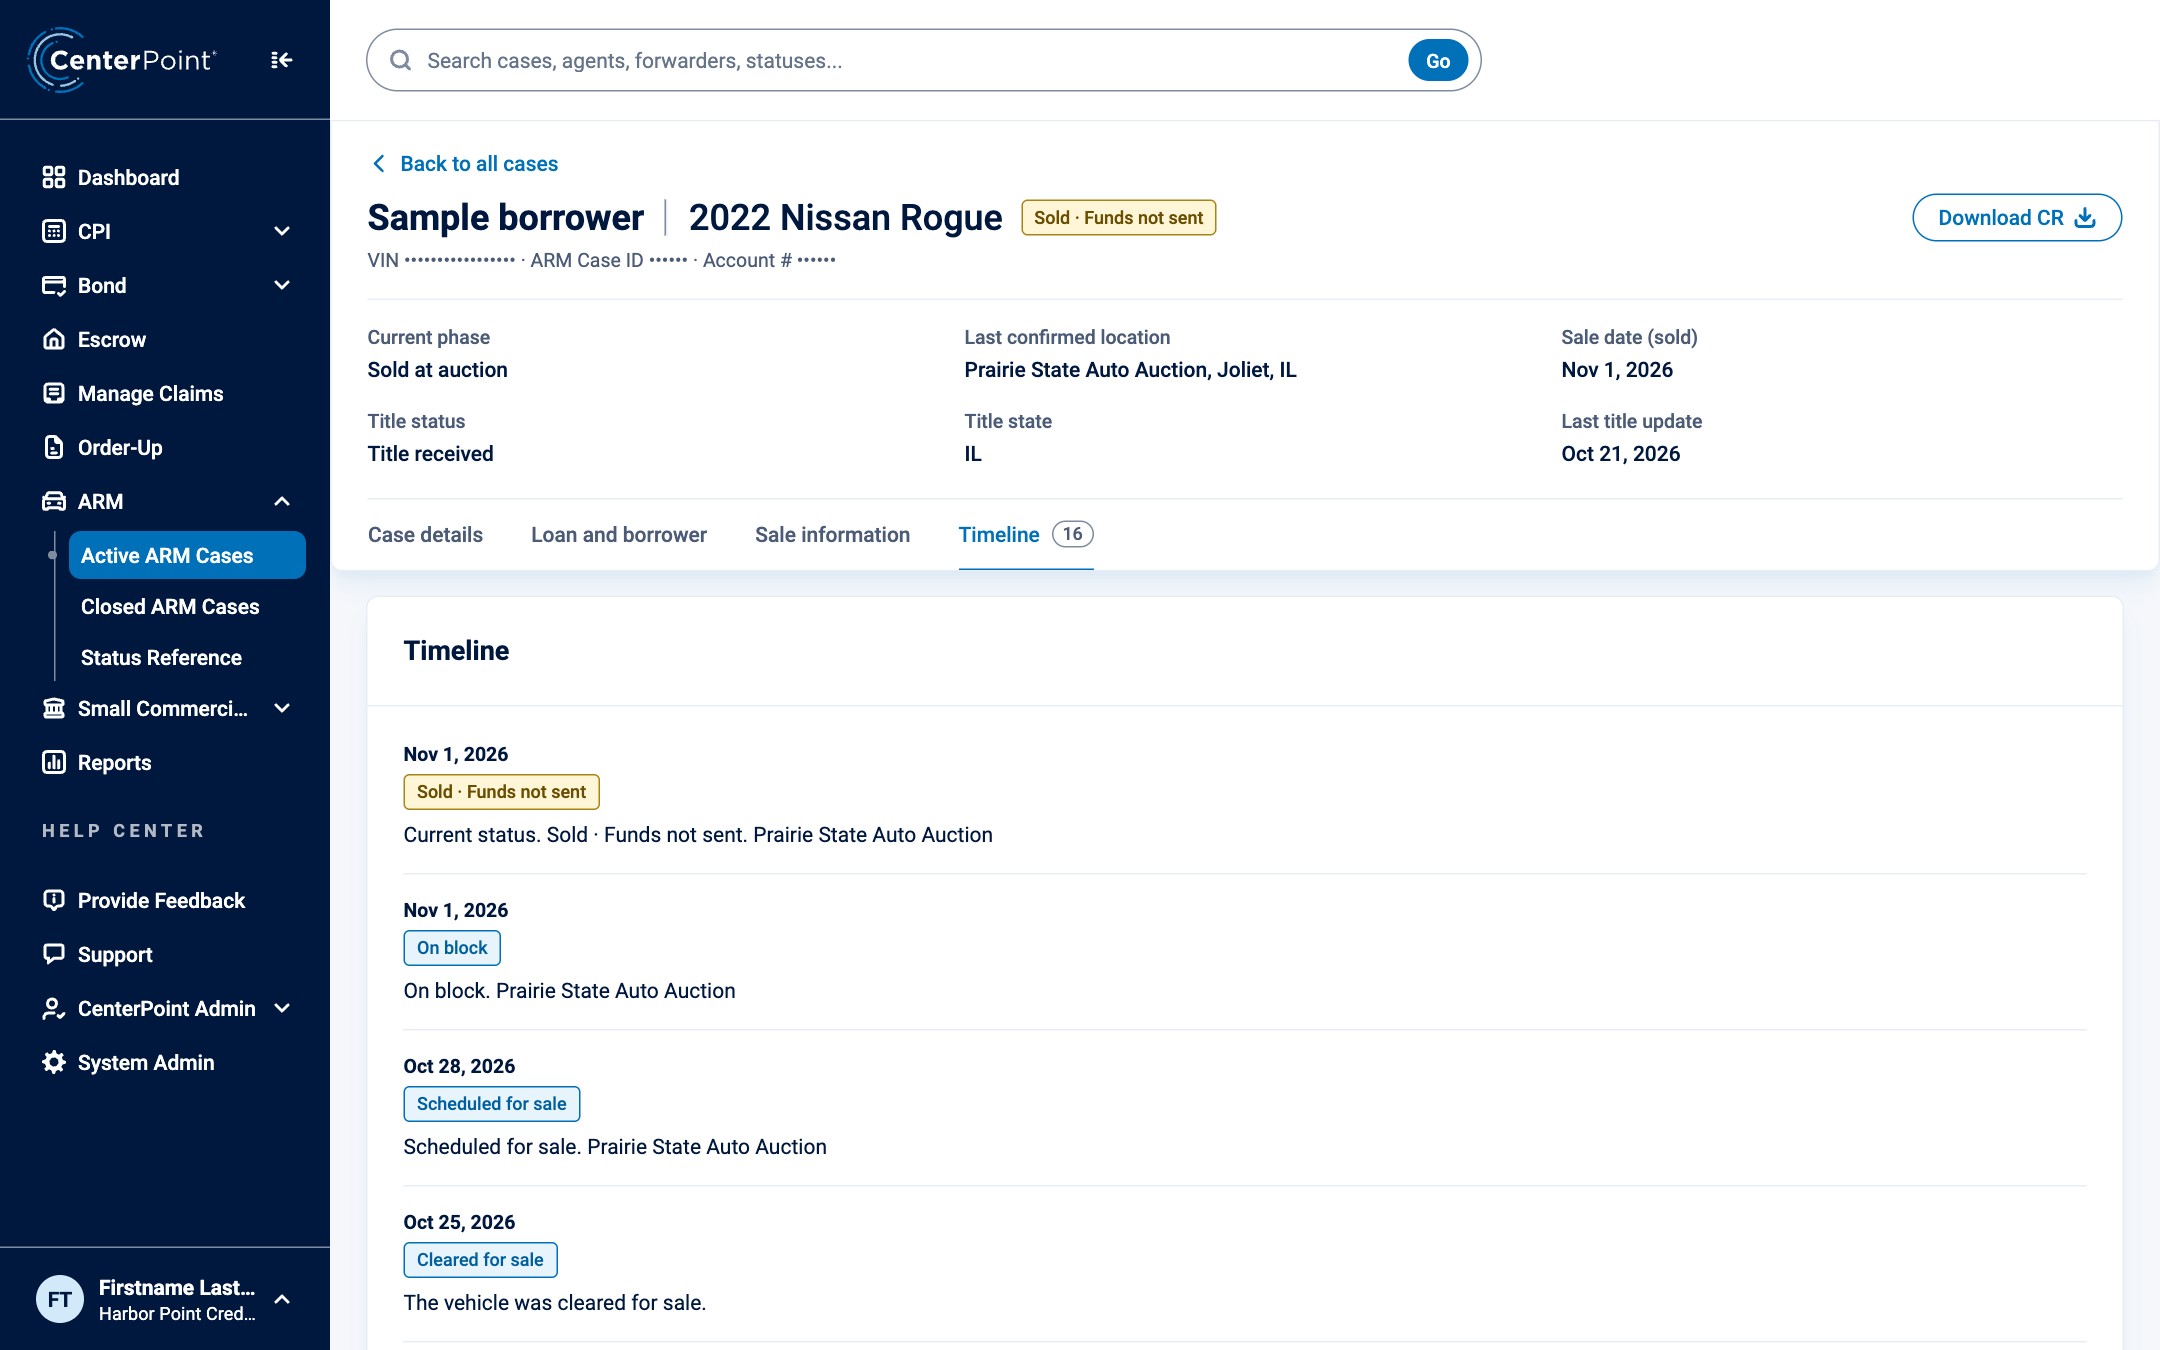 CenterPoint
Search cases, agents, forwarders, statuses...
Go
Dashboard
CPI
Bond
Escrow
Manage Claims
Order-Up
ARM
Active ARM Cases
Closed ARM Cases
Status Reference
Small Commerci...
Reports
HELP CENTER
Provide Feedback
Support
CenterPoint Admin
System Admin
FT
Firstname Last...
Harbor Point Cred...
Back to all cases
Sample borrower | 2022 Nissan Rogue
Sold · Funds not sent
Download CR
VIN ••••••••••••••••• · ARM Case ID •••••• · Account # ••••••
Current phase
Sold at auction
Last confirmed location
Prairie State Auto Auction, Joliet, IL
Sale date (sold)
Nov 1, 2026
Title status
Title received
Title state
IL
Last title update
Oct 21, 2026
Case details
Loan and borrower
Sale information
Timeline 16
Timeline
Nov 1, 2026
Sold · Funds not sent
Current status. Sold · Funds not sent. Prairie State Auto Auction
Nov 1, 2026
On block
On block. Prairie State Auto Auction
Oct 28, 2026
Scheduled for sale
Scheduled for sale. Prairie State Auto Auction
Oct 25, 2026
Cleared for sale
The vehicle was cleared for sale.